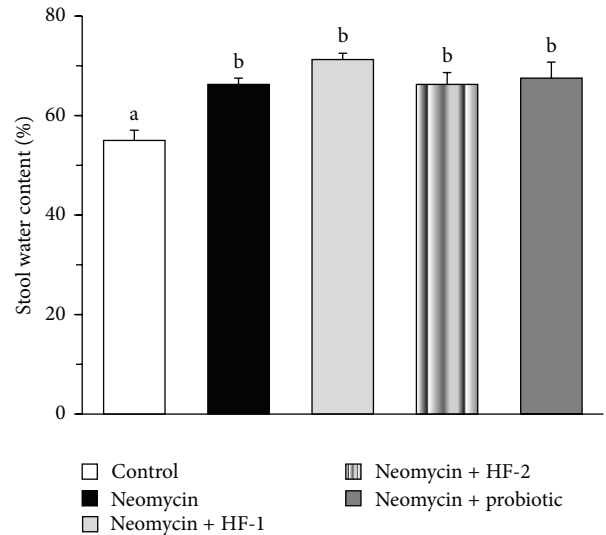 80
60
40
20
0
Stool water content (%)
a
b
b
b
b
Control
Neomycin
Neomycin + HF-1
Neomycin + HF-2
Neomycin + probiotic